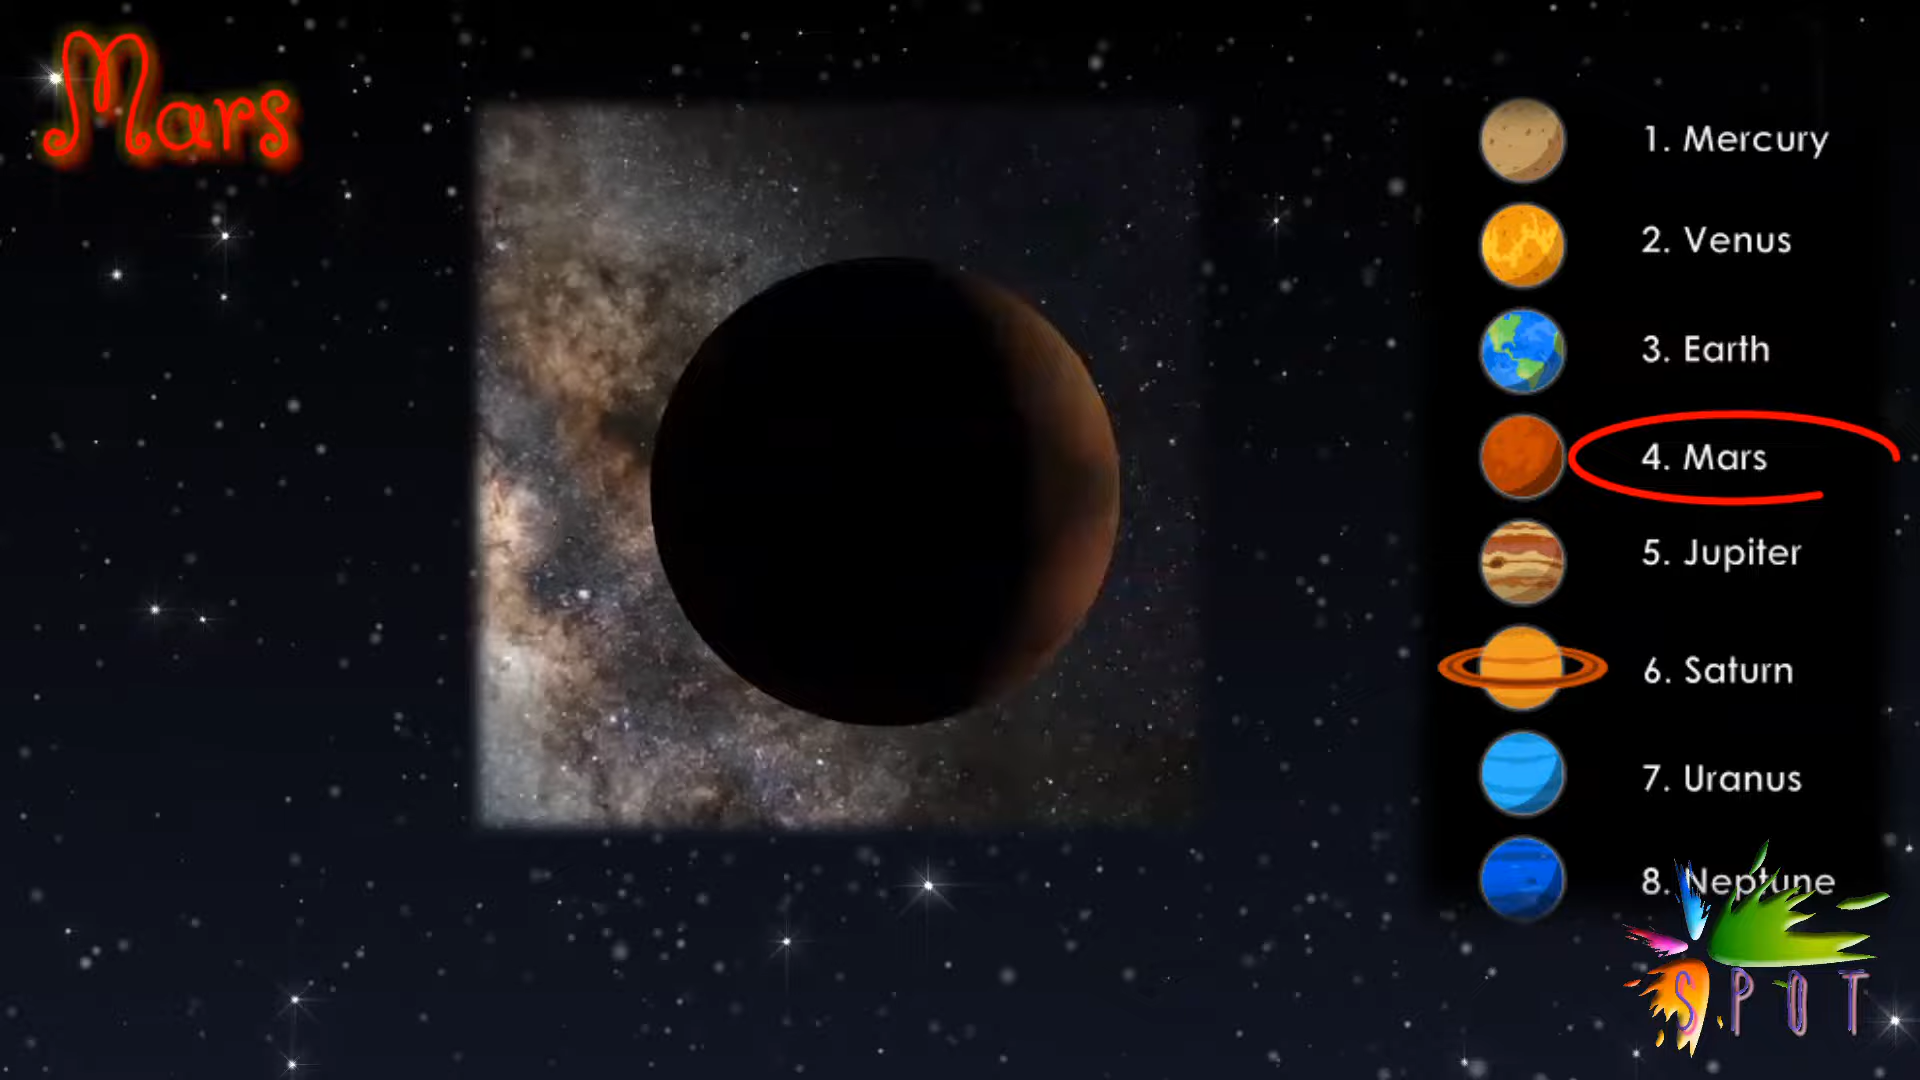 Mars
1. Mercury
2. Venus
3. Earth
4. Mars
5. Jupiter
6. Saturn
7. Uranus
8. Neptune
SPOT